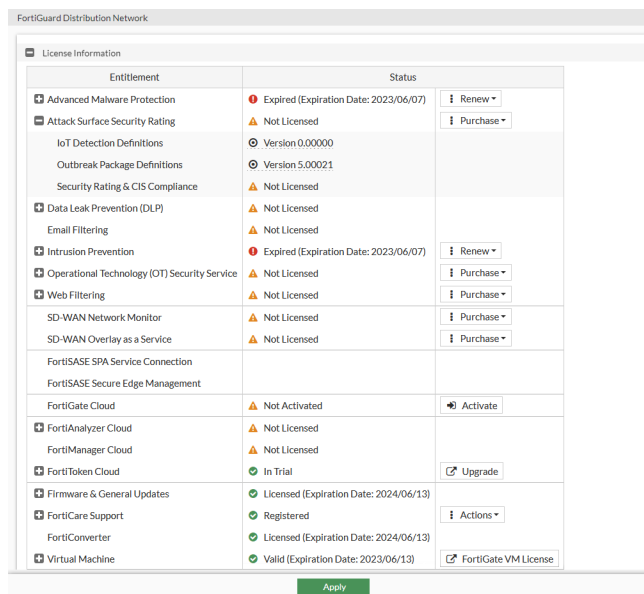 FortiGuard Distribution Network
License Information
Entitlement Status
Advanced Malware Protection Expired (Expiration Date: 2023/06/07) Renew
Attack Surface Security Rating Not Licensed Purchase
IoT Detection Definitions Version 0.00000
Outbreak Package Definitions Version 5.00021
Security Rating & CIS Compliance Not Licensed
Data Leak Prevention (DLP) Not Licensed
Email Filtering Not Licensed
Intrusion Prevention Expired (Expiration Date: 2023/06/07) Renew
Operational Technology (OT) Security Service Not Licensed Purchase
Web Filtering Not Licensed Purchase
SD-WAN Network Monitor Not Licensed Purchase
SD-WAN Overlay as a Service Not Licensed Purchase
FortiSASE SPA Service Connection
FortiSASE Secure Edge Management
FortiGate Cloud Not Activated Activate
FortiAnalyzer Cloud Not Licensed
FortiManager Cloud Not Licensed
FortiToken Cloud In Trial Upgrade
Firmware & General Updates Licensed (Expiration Date: 2024/06/13)
FortiCare Support Registered Actions
FortiConverter Licensed (Expiration Date: 2024/06/13)
Virtual Machine Valid (Expiration Date: 2023/06/13) FortiGate VM License
Apply